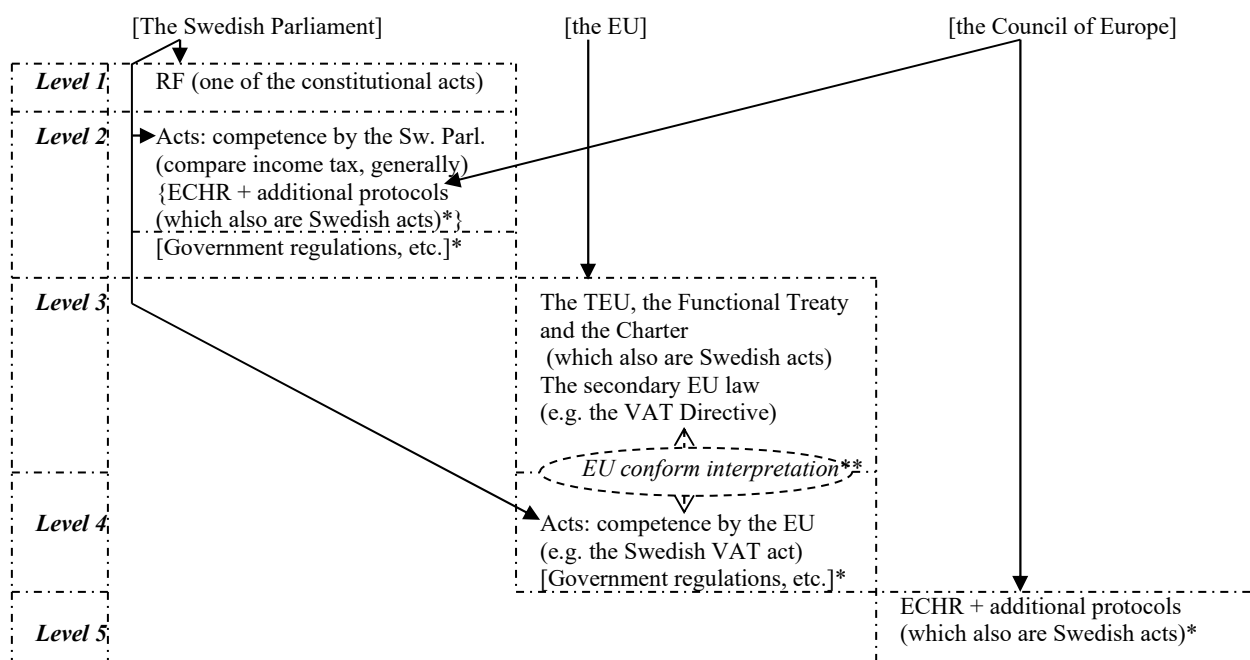 [The Swedish Parliament] [the EU] [the Council of Europe]
Level 1 RF (one of the constitutional acts)
Level 2 Acts: competence by the Sw. Parl.
(compare income tax, generally)
{ECHR + additional protocols
(which also are Swedish acts)*}
[Government regulations, etc.]*
Level 3 The TEU, the Functional Treaty
and the Charter
(which also are Swedish acts)
The secondary EU law
(e.g. the VAT Directive)
EU conform interpretation**
Level 4 Acts: competence by the EU
(e.g. the Swedish VAT act)
[Government regulations, etc.]*
ECHR + additional protocols
Level 5 (which also are Swedish acts)*